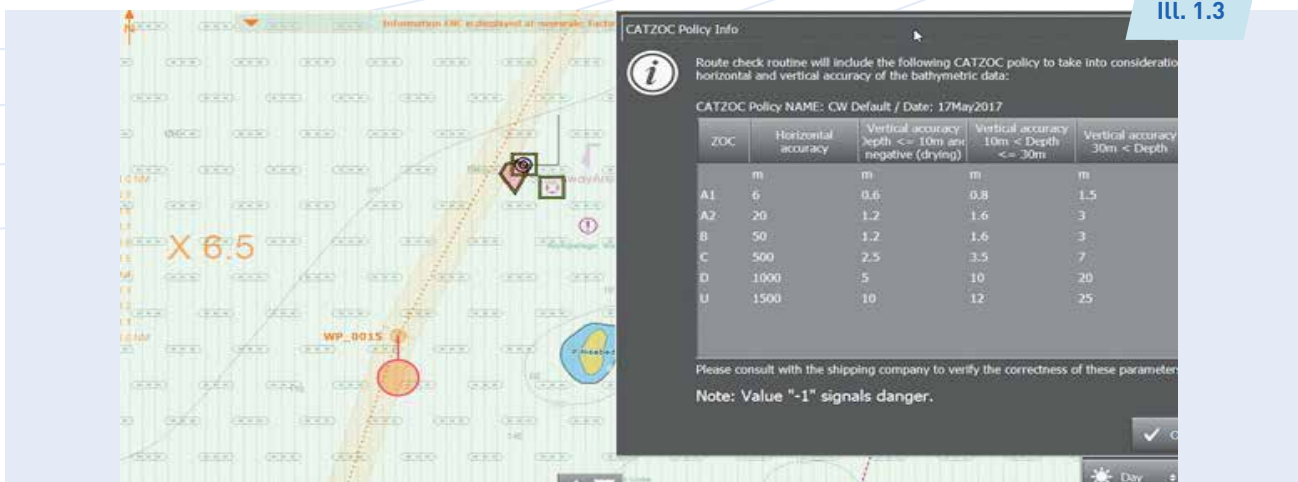 Ill. 1.3
N
CATZOC Policy Info
Route check routine will include the following CATZOC policy to take into consideratio
horizontal and vertical accuracy of the bathymetric data:
CATZOC Policy NAME: CW Default / Date: 17May2017
ZOC Horizontal accuracy Vertical accuracy Depth <= 10m and negative (drying) Vertical accuracy 10m < Depth <= 30m Vertical accuracy 30m < Depth
m m m m
A1 6 0.6 0.8 1.5
A2 20 1.2 1.6 3
B 50 1.2 1.6 3
C 500 2.5 3.5 7
D 1000 5 10 20
U 1500 10 12 25
Please consult with the shipping company to verify the correctness of these parameter
Note: Value "-1" signals danger.
X 6.5
WP_0015
Day